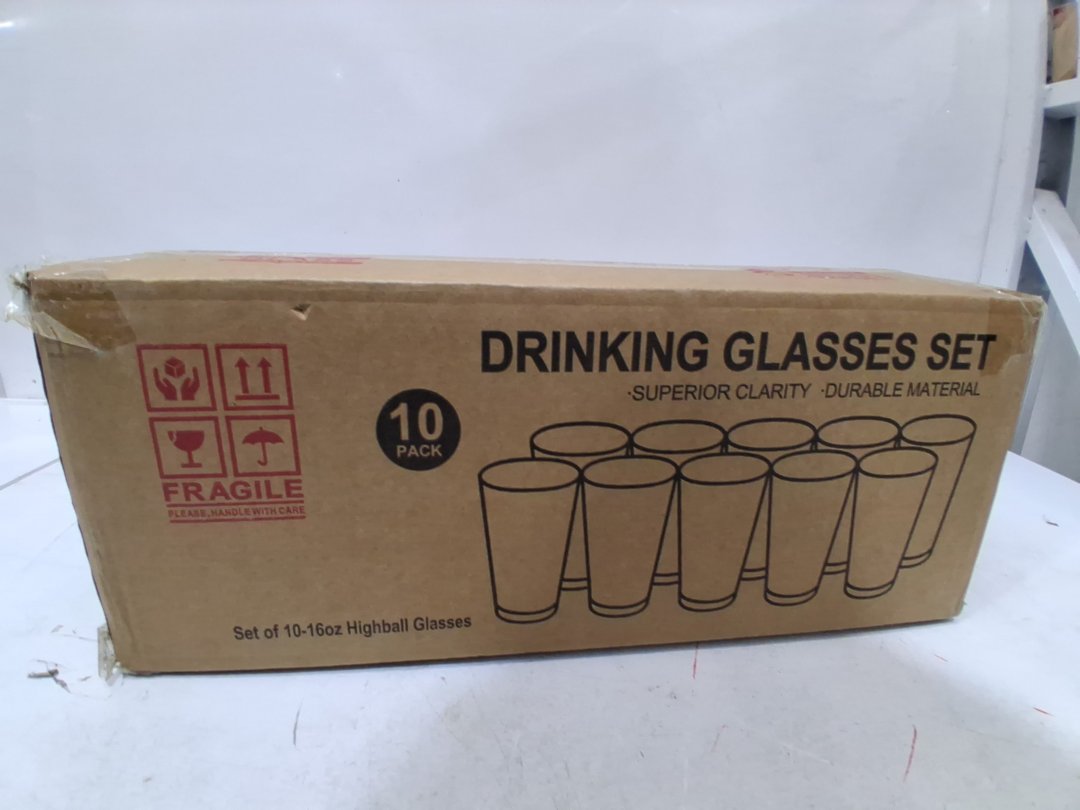 DRINKING GLASSES SET
·SUPERIOR CLARITY ·DURABLE MATERIAL
10
PACK
FRAGILE
PLEASE, HANDLE WITH CARE
Set of 10-16oz Highball Glasses